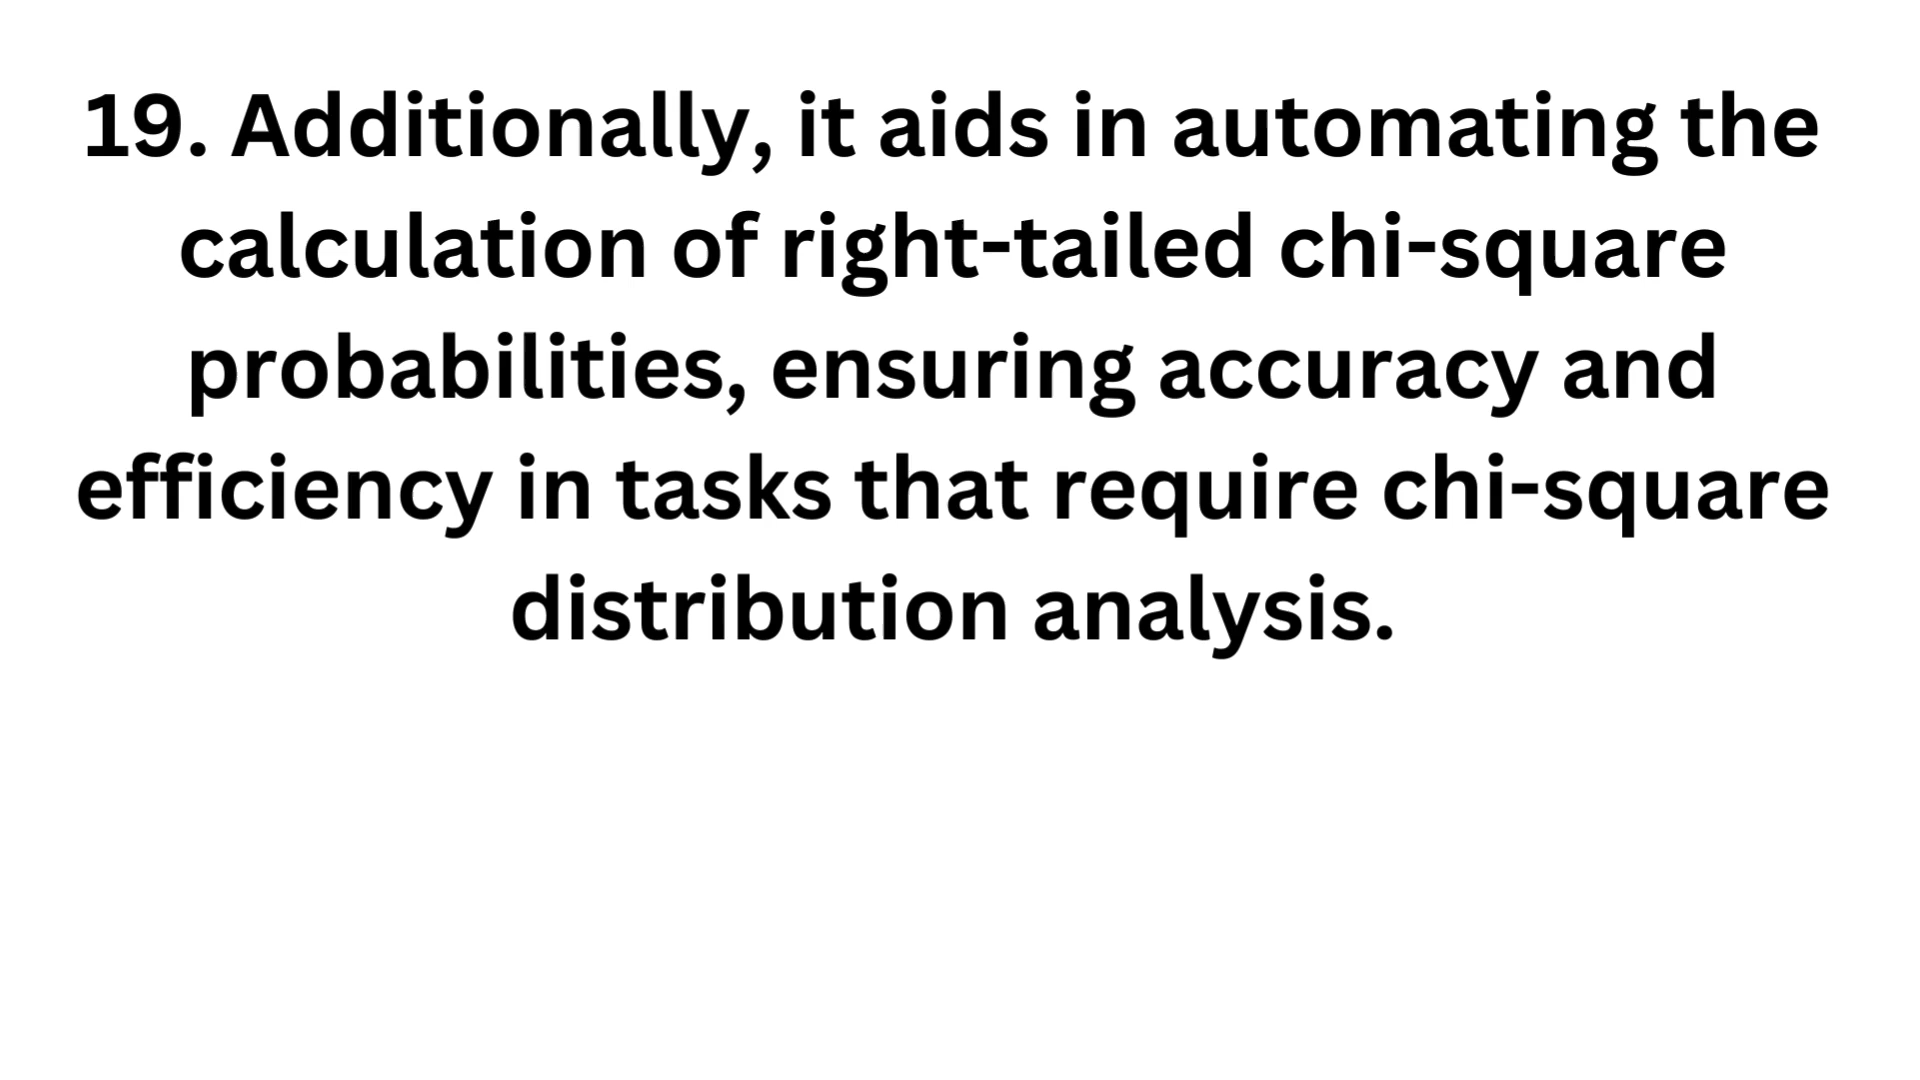 19. Additionally, it aids in automating the
calculation of right-tailed chi-square
probabilities, ensuring accuracy and
efficiency in tasks that require chi-square
distribution analysis.